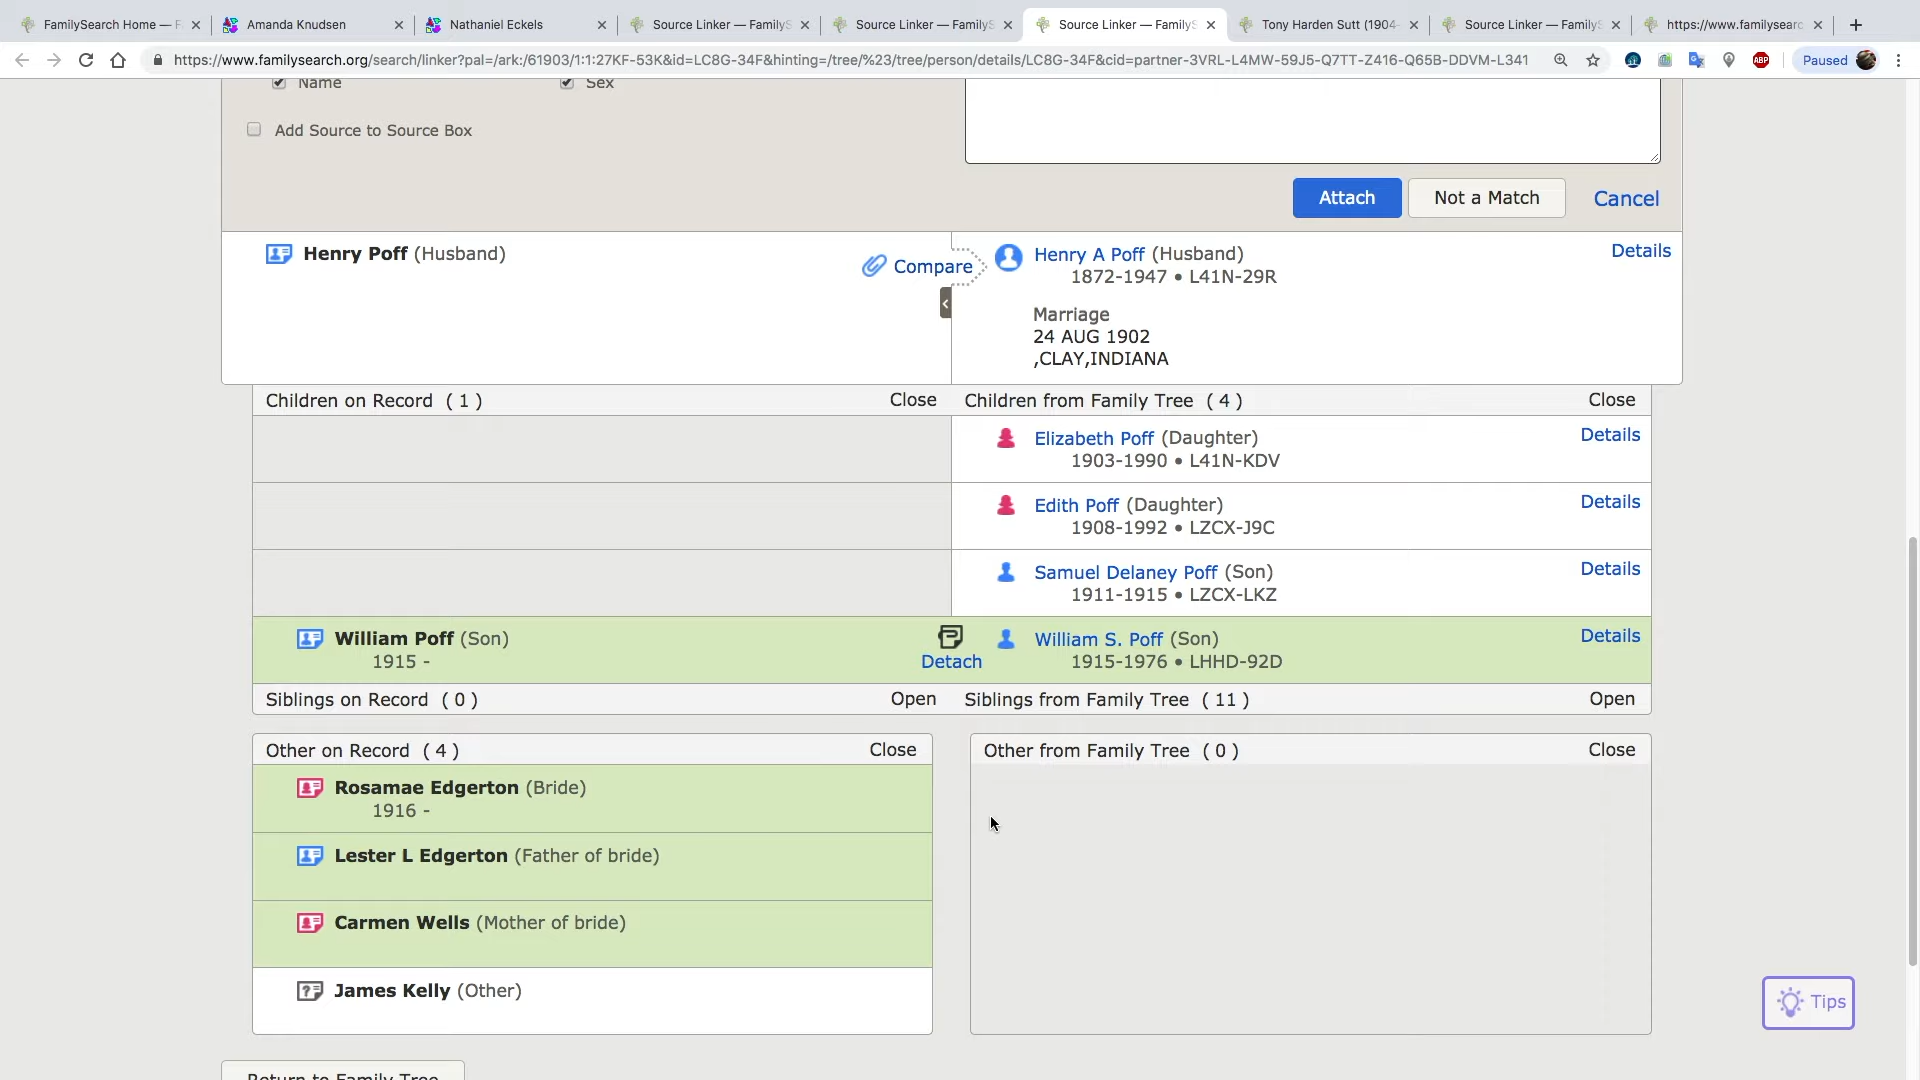 FamilySearch Home — F
Amanda Knudsen
Nathaniel Eckels
Source Linker — FamilyS
Source Linker — FamilyS
Source Linker — FamilyS
Tony Harden Sutt (1904-
Source Linker — FamilyS
https://www.familysearc
https://www.familysearch.org/search/linker?pal=/ark:/61903/1:1:27KF-53K&id=LC8G-34F&hinting=/tree/%23/tree/person/details/LC8G-34F&cid=partner-3VRL-L4MW-59J5-Q7TT-Z416-Q65B-DDVM-L341
ABP
Paused
Name
Sex
Add Source to Source Box
Attach
Not a Match
Cancel
Henry Poff (Husband)
Compare
Henry A Poff (Husband)
Details
1872-1947 • L41N-29R
Marriage
24 AUG 1902
,CLAY,INDIANA
Children on Record ( 1 )
Close
Children from Family Tree ( 4 )
Close
Elizabeth Poff (Daughter)
Details
1903-1990 • L41N-KDV
Edith Poff (Daughter)
Details
1908-1992 • LZCX-J9C
Samuel Delaney Poff (Son)
Details
1911-1915 • LZCX-LKZ
William Poff (Son)
1915 -
Detach
William S. Poff (Son)
Details
1915-1976 • LHHD-92D
Siblings on Record ( 0 )
Open
Siblings from Family Tree ( 11 )
Open
Other on Record ( 4 )
Close
Other from Family Tree ( 0 )
Close
Rosamae Edgerton (Bride)
1916 -
Lester L Edgerton (Father of bride)
Carmen Wells (Mother of bride)
James Kelly (Other)
Tips
Return to Family Tree